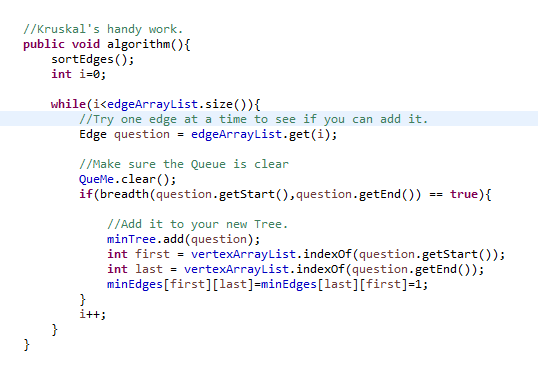 //Kruskal's handy work.
public void algorithm(){
sortEdges();
int i=0;
while(i<edgeArrayList.size()){
//Try one edge at a time to see if you can add it.
Edge question = edgeArrayList.get(i);
//Make sure the Queue is clear
QueMe.clear();
if(breadth(question.getStart(),question.getEnd()) == true){
//Add it to your new Tree.
minTree.add(question);
int first = vertexArrayList.indexOf(question.getStart());
int last = vertexArrayList.indexOf(question.getEnd());
minEdges[first][last]=minEdges[last][first]=1;
}
i++;
}
}